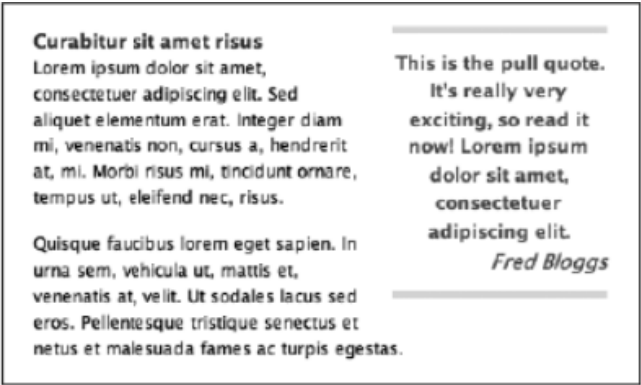 Curabitur sit amet risus
Lorem ipsum dolor sit amet,
consectetuer adipiscing elit. Sed
aliquet elementum erat. Integer diam
mi, venenatis non, cursus a, hendrerit
at, mi. Morbi risus mi, tincidunt ornare,
tempus ut, eleifend nec, risus.
Quisque faucibus lorem eget sapien. In
urna sem, vehicula ut, mattis et,
venenatis at, velit. Ut sodales lacus sed
eros. Pellentesque tristique senectus et
netus et malesuada fames ac turpis egestas.
This is the pull quote.
It's really very
exciting, so read it
now! Lorem ipsum
dolor sit amet,
consectetuer
adipiscing elit.
Fred Bloggs